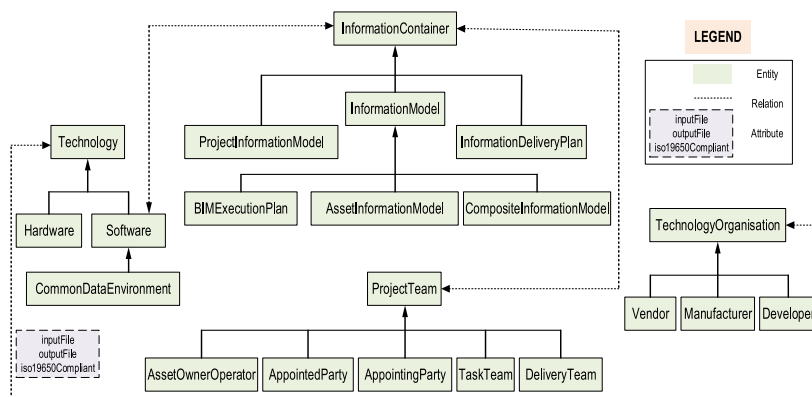 InformationContainer
LEGEND
Entity
Relation
inputFile
outputFile
iso19650Compliant
Attribute
InformationModel
Technology
ProjectInformationModel
InformationDeliveryPlan
BIMExecutionPlan
AssetInformationModel
CompositeInformationModel
Hardware
Software
TechnologyOrganisation
CommonDataEnvironment
ProjectTeam
Vendor
Manufacturer
Developer
inputFile
outputFile
iso19650Compliant
AssetOwnerOperator
AppointedParty
AppointingParty
TaskTeam
DeliveryTeam